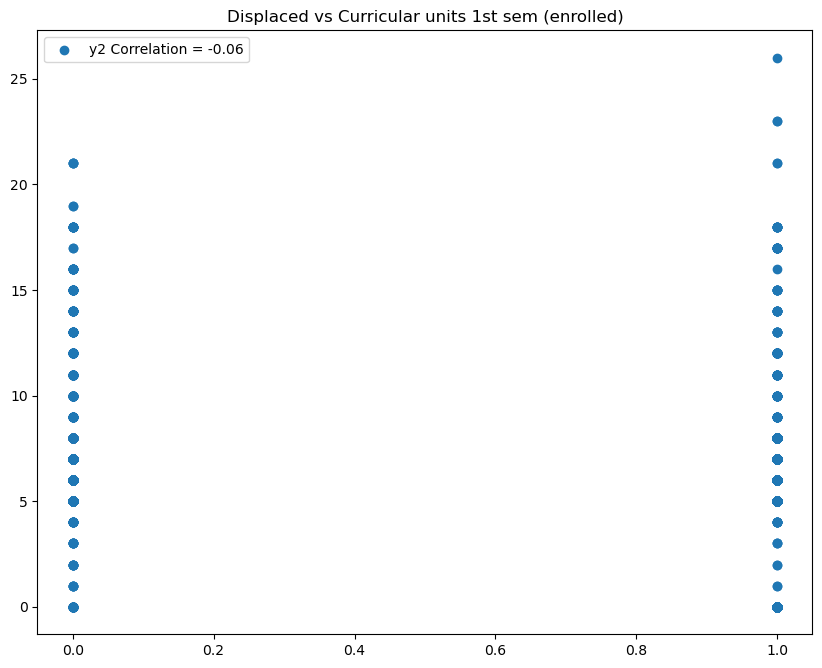 Displaced vs Curricular units 1st sem (enrolled)
y2 Correlation = -0.06
25
20
15
10
5
0
0.0 0.2 0.4 0.6 0.8 1.0